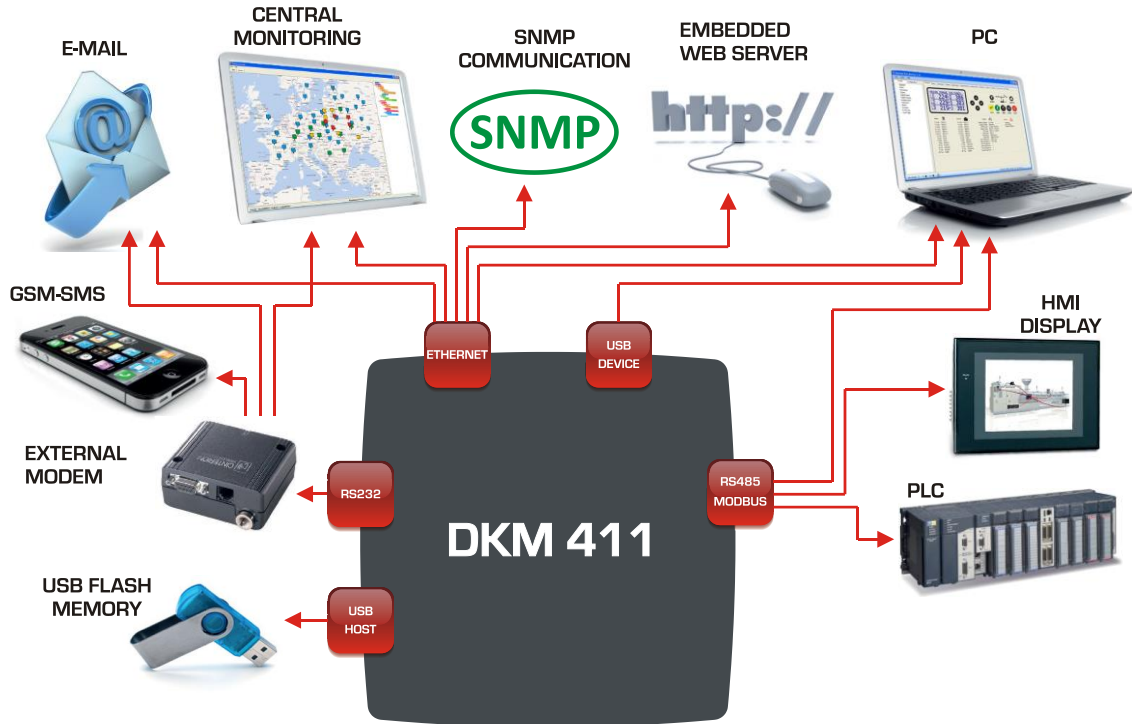 E-MAIL
CENTRAL
MONITORING
SNMP
COMMUNICATION
EMBEDDED
WEB SERVER
PC
@
SNMP
http://
GSM-SMS
ETHERNET
USB
DEVICE
HMI
DISPLAY
EXTERNAL
MODEM
RS232
RS485
MODBUS
PLC
DKM 411
USB FLASH
MEMORY
USB
HOST